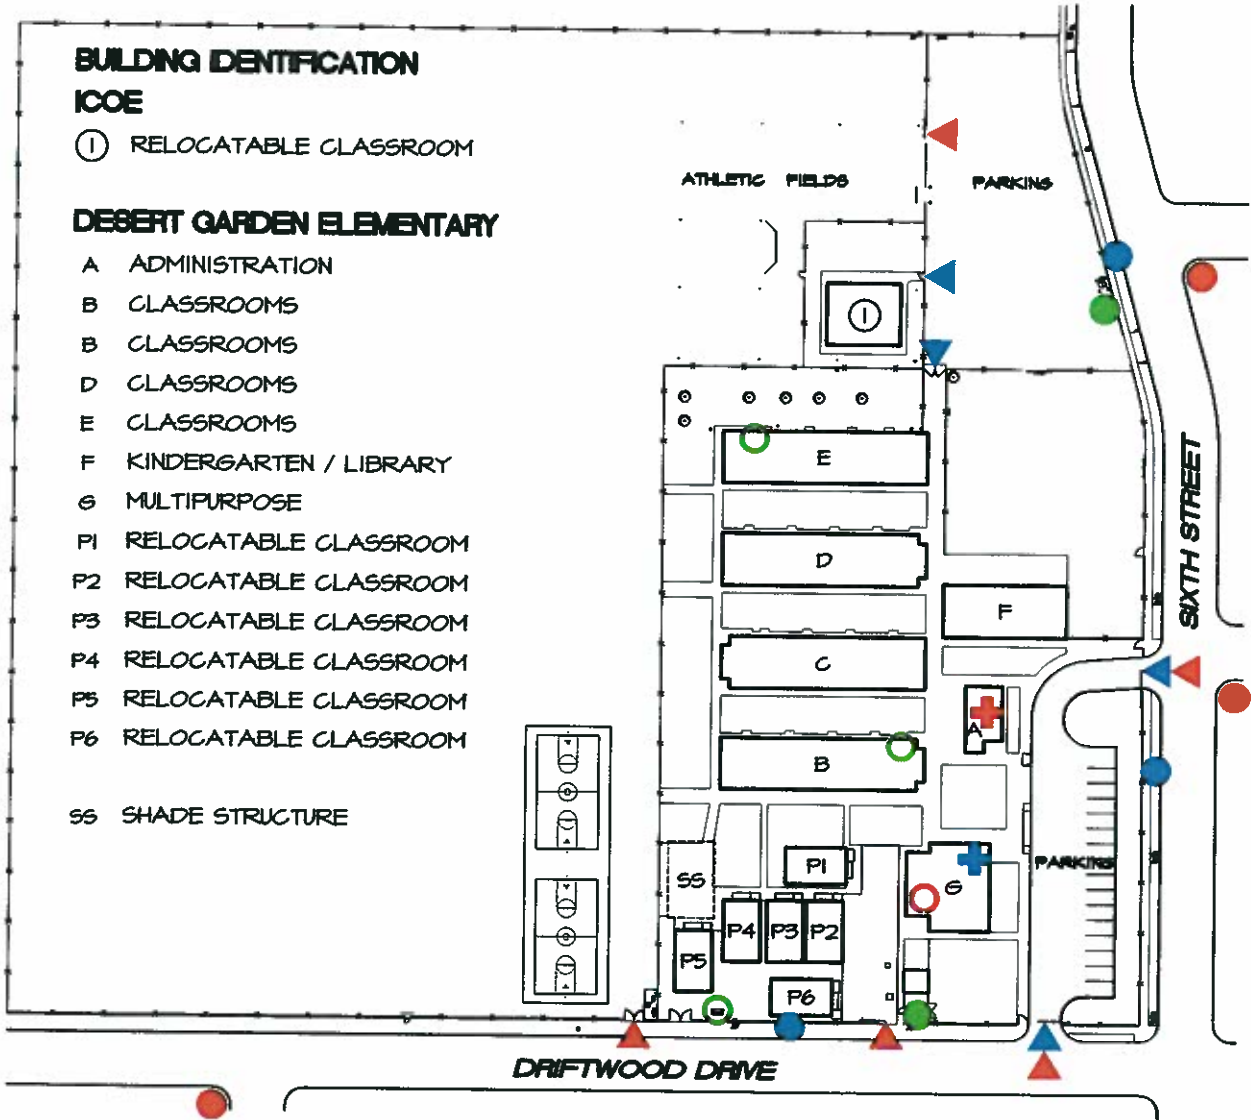 BUILDING IDENTIFICATION
ICOE
1 RELOCATABLE CLASSROOM
DESERT GARDEN ELEMENTARY
A ADMINISTRATION
B CLASSROOMS
B CLASSROOMS
D CLASSROOMS
E CLASSROOMS
F KINDERGARTEN / LIBRARY
G MULTIPURPOSE
P1 RELOCATABLE CLASSROOM
P2 RELOCATABLE CLASSROOM
P3 RELOCATABLE CLASSROOM
P4 RELOCATABLE CLASSROOM
P5 RELOCATABLE CLASSROOM
P6 RELOCATABLE CLASSROOM
SS SHADE STRUCTURE
ATHLETIC FIELDS
PARKING
1
E
D
F
C
A
B
P1
PARKING
SS
G
P4
P3
P2
P5
P6
SIXTH STREET
DRIFTWOOD DRIVE